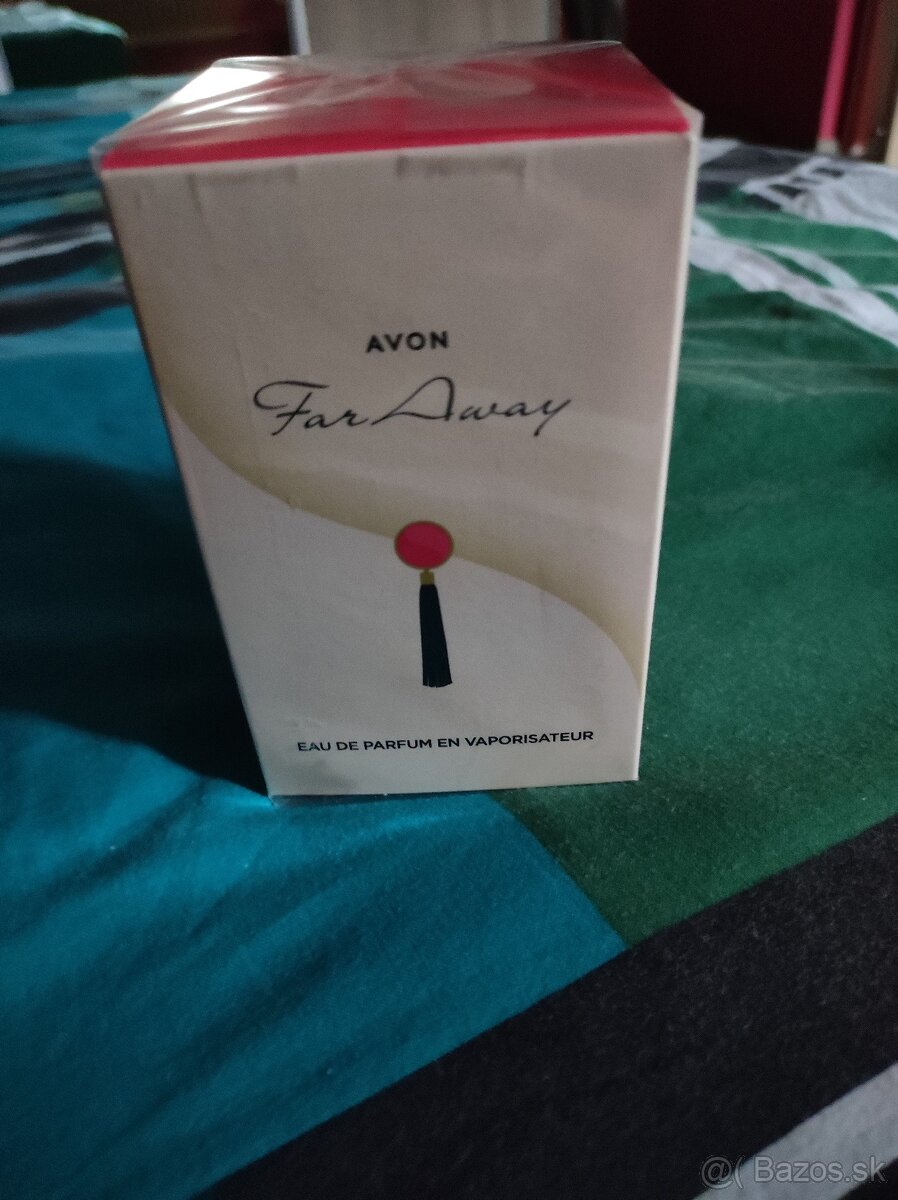 AVON
Far Away
EAU DE PARFUM EN VAPORISATEUR
@( Bazos.sk